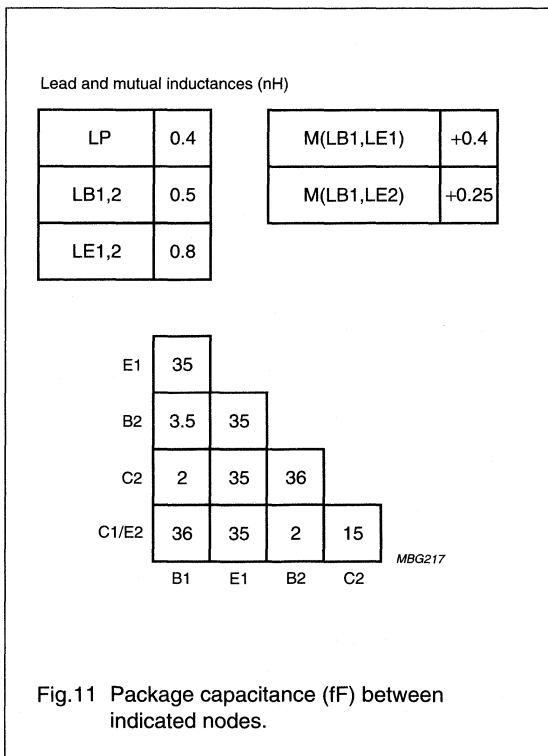 Lead and mutual inductances (nH)
LP 0.4
LB1,2 0.5
LE1,2 0.8
M(LB1,LE1) +0.4
M(LB1,LE2) +0.25
E1 35
B2 3.5 35
C2 2 35 36
C1/E2 36 35 2 15
MBG217
B1 E1 B2 C2
Fig.11 Package capacitance (fF) between
indicated nodes.